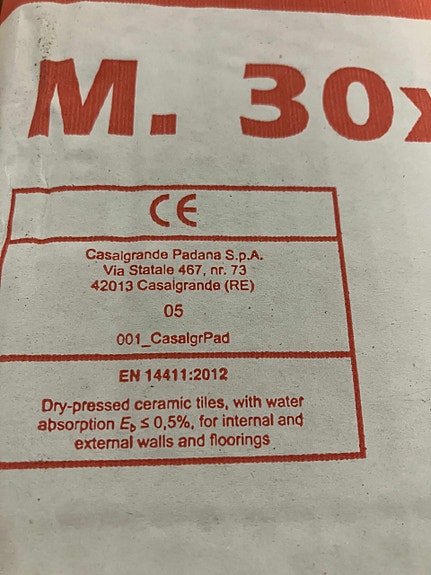 M. 30x
CE
Casalgrande Padana S.p.A.
Via Statale 467, nr. 73
42013 Casalgrande (RE)
05
001_CasalgrPad
EN 14411:2012
Dry-pressed ceramic tiles, with water
absorption Eb ≤ 0,5%, for internal and
external walls and floorings